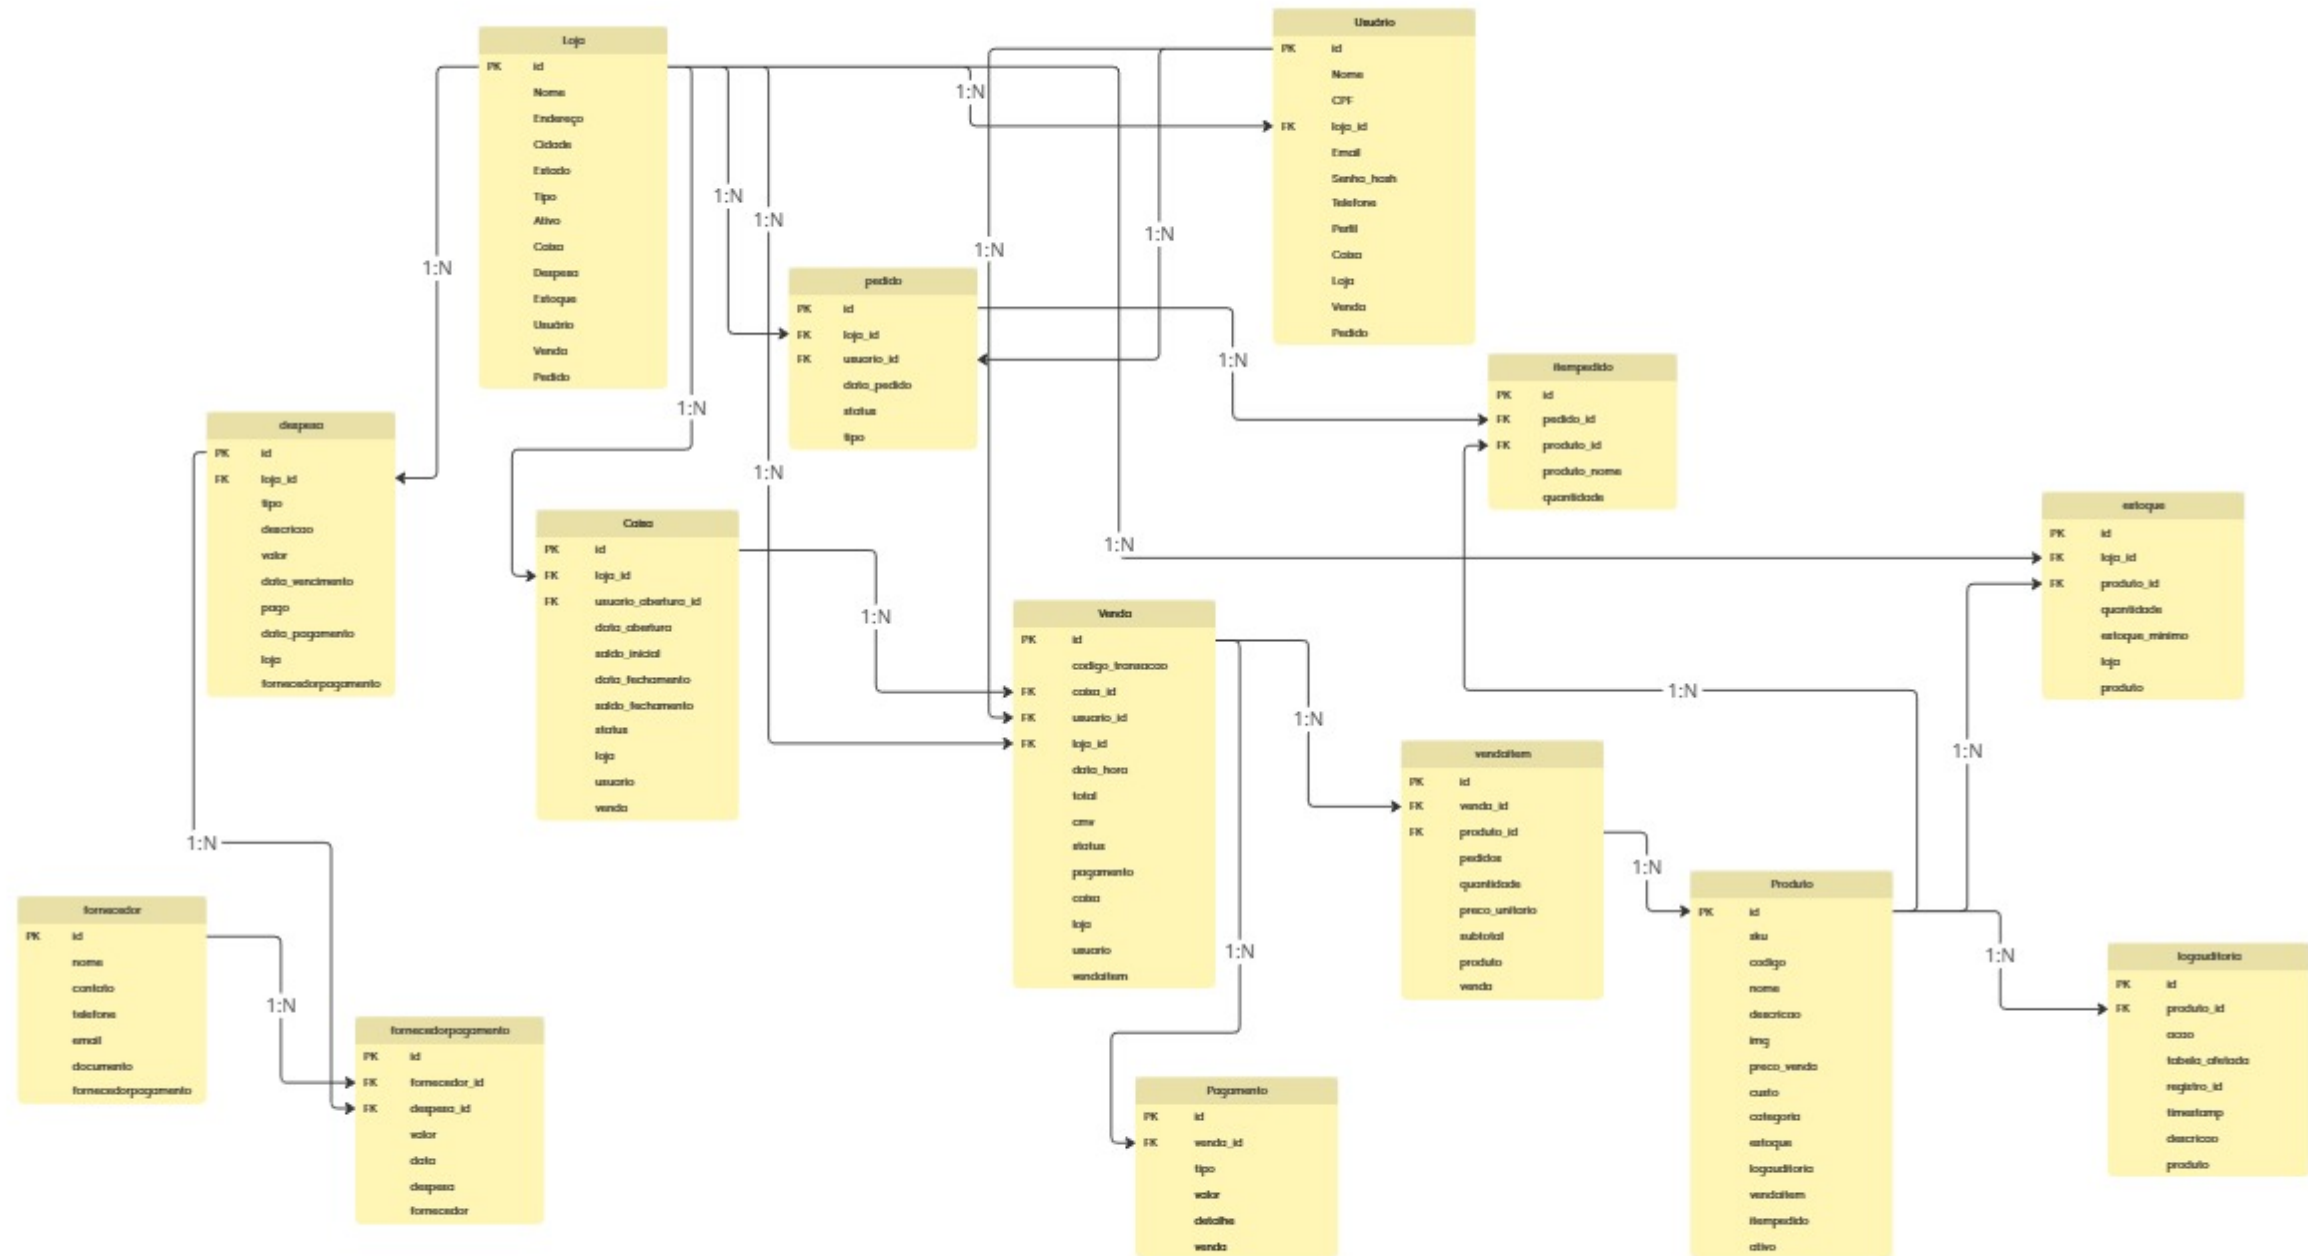 Loja
PK id
Nome
Endereço
Cidade
Estado
Tipo
Ativo
Caixa
Despesa
Estoque
Usuário
Venda
Pedido
Usuário
PK id
Nome
CPF
FK loja_id
Email
Senha_hash
Telefone
Perfil
Caixa
Loja
Venda
Pedido
1:N
1:N
1:N
1:N
1:N
1:N
1:N
1:N
1:N
1:N
1:N
pedido
PK id
FK loja_id
FK usuario_id
data_pedido
status
tipo
itempedido
PK id
FK pedido_id
FK produto_id
produto_nome
quantidade
despesa
PK id
FK loja_id
tipo
descricao
valor
data_vencimento
pago
data_pagamento
loja
fornecedorpagamento
estoque
PK id
FK loja_id
FK produto_id
quantidade
estoque_minimo
loja
produto
Caixa
PK id
FK loja_id
FK usuario_abertura_id
data_abertura
saldo_inicial
data_fechamento
saldo_fechamento
status
loja
usuario
venda
1:N
Venda
PK id
codigo_transacao
FK caixa_id
FK usuario_id
FK loja_id
data_hora
total
cmv
status
pagamento
caixa
loja
usuario
vendaitem
1:N
1:N
1:N
vendaitem
PK id
FK venda_id
FK produto_id
pedidos
quantidade
preco_unitario
subtotal
produto
venda
1:N
Produto
PK id
sku
codigo
nome
descricao
img
preco_venda
custo
categoria
estoque
logauditoria
vendaitem
itempedido
ativo
1:N
logauditoria
PK id
FK produto_id
acao
tabela_afetada
registro_id
timestamp
descricao
produto
fornecedor
PK id
nome
contato
telefone
email
documento
fornecedorpagamento
1:N
fornecedorpagamento
PK id
FK fornecedor_id
FK despesa_id
valor
data
despesa
fornecedor
1:N
Pagamento
PK id
FK venda_id
tipo
valor
detalhe
venda